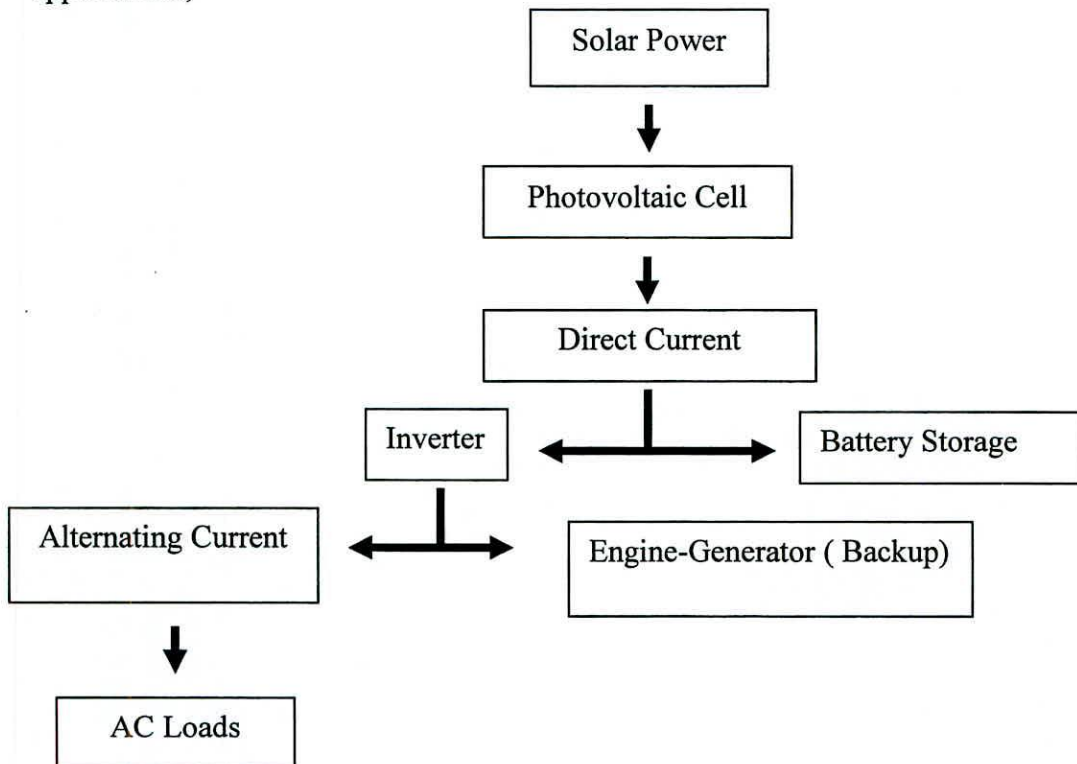 Solar Power
Photovoltaic Cell
Direct Current
Inverter
Battery Storage
Alternating Current
Engine-Generator ( Backup)
AC Loads